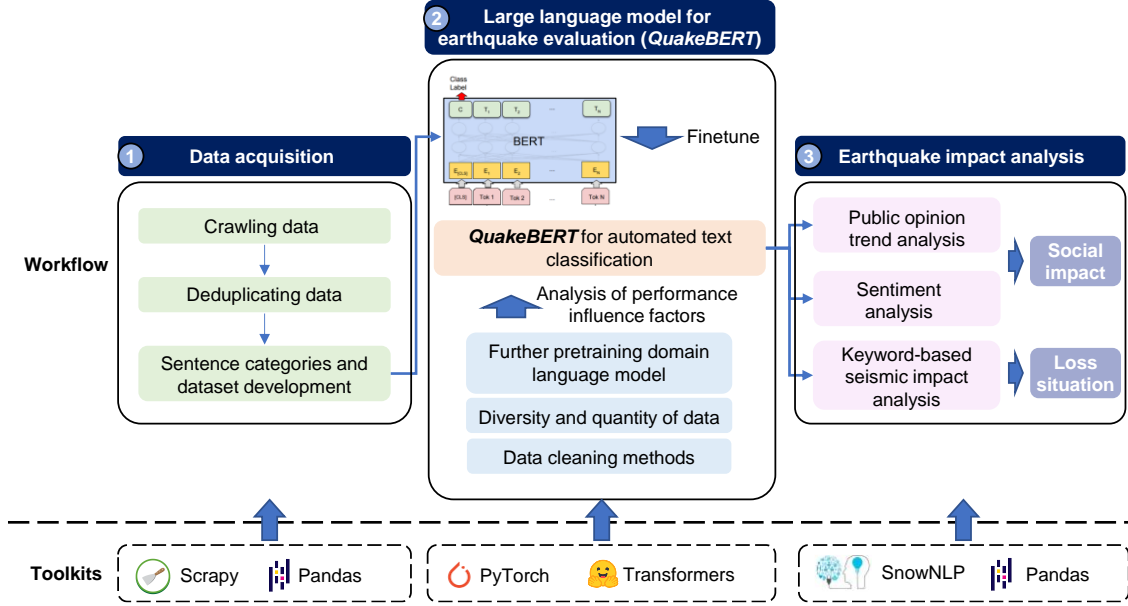 2
Large language model for
earthquake evaluation (QuakeBERT)
Class
Label
C T1 T2 ... TN
BERT
E[CLS] E1 E2 ... EN
[CLS] Tok 1 Tok 2 ... Tok N
Finetune
QuakeBERT for automated text
classification
Analysis of performance
influence factors
Further pretraining domain
language model
Diversity and quantity of data
Data cleaning methods
1
Data acquisition
Workflow
Crawling data
Deduplicating data
Sentence categories and
dataset development
3
Earthquake impact analysis
Public opinion
trend analysis
Sentiment
analysis
Social
impact
Keyword-based
seismic impact
analysis
Loss
situation
Toolkits
Scrapy
Pandas
PyTorch
Transformers
SnowNLP
Pandas